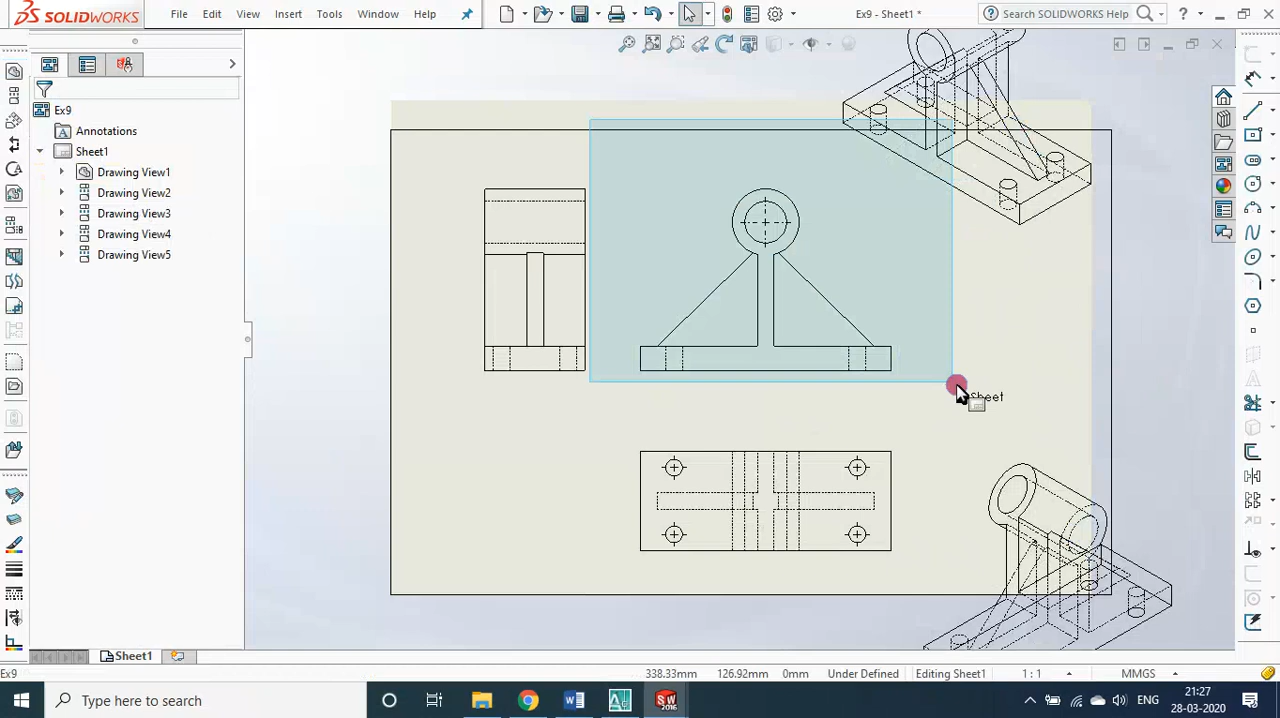 SOLIDWORKS File Edit View Insert Tools Window Help Ex9 - Sheet1 * Search SOLIDWORKS Help ?
Ex9
Annotations
Sheet1
Drawing View1
Drawing View2
Drawing View3
Drawing View4
Drawing View5
Sheet
Sheet1
Ex9 338.33mm 126.92mm 0mm Under Defined Editing Sheet1 1 : 1 MMGS
Type here to search ENG 21:27
28-03-2020